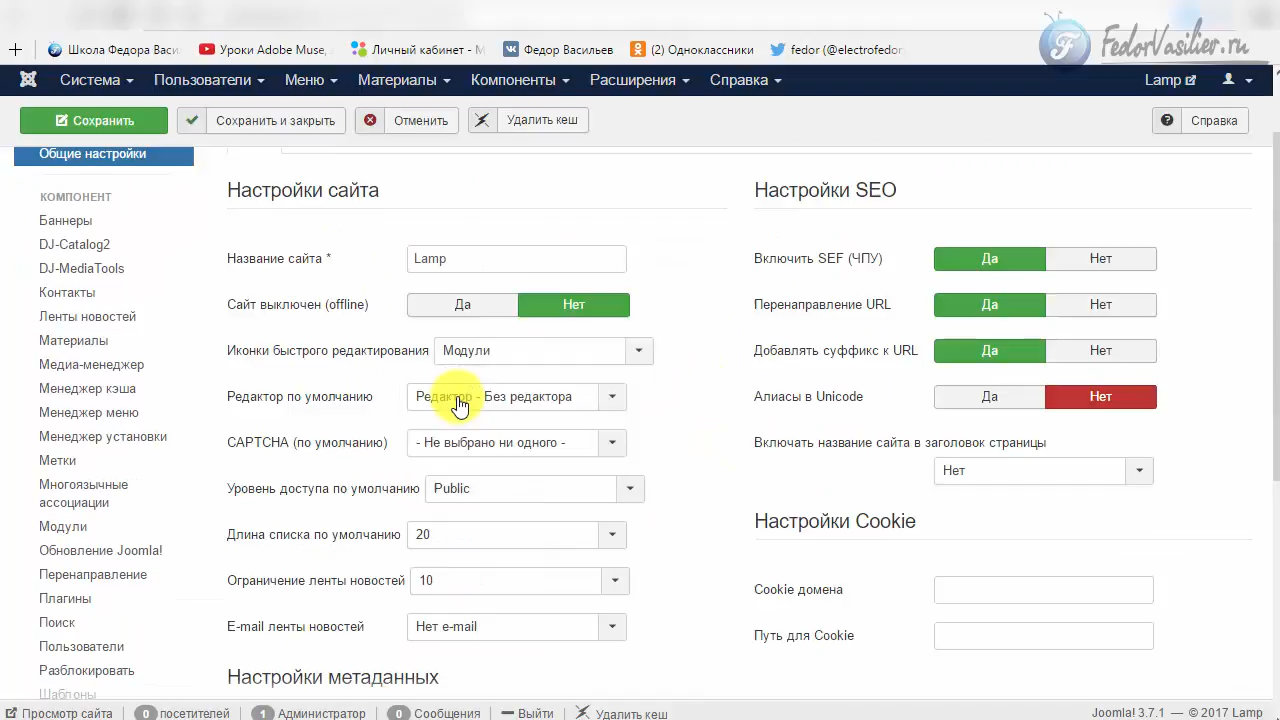 Школа Федора Васи
Уроки Adobe Muse,
Личный кабинет - М
Федор Васильев
(2) Одноклассники
fedor (@electrofedor
FedorVasilier.ru
Система
Пользователи
Меню
Материалы
Компоненты
Расширения
Справка
Lamp
Сохранить
Сохранить и закрыть
Отменить
Удалить кеш
Справка
Общие настройки
КОМПОНЕНТ
Баннеры
DJ-Catalog2
DJ-MediaTools
Контакты
Ленты новостей
Материалы
Медиа-менеджер
Менеджер кэша
Менеджер меню
Менеджер установки
Метки
Многоязычные
ассоциации
Модули
Обновление Joomla!
Перенаправление
Плагины
Поиск
Пользователи
Разблокировать
Шаблоны
Настройки сайта
Название сайта * Lamp
Сайт выключен (offline) Да Нет
Иконки быстрого редактирования Модули
Редактор по умолчанию Редактор - Без редактора
CAPTCHA (по умолчанию) - Не выбрано ни одного -
Уровень доступа по умолчанию Public
Длина списка по умолчанию 20
Ограничение ленты новостей 10
E-mail ленты новостей Нет e-mail
Настройки метаданных
Настройки SEO
Включить SEF (ЧПУ) Да Нет
Перенаправление URL Да Нет
Добавлять суффикс к URL Да Нет
Алиасы в Unicode Да Нет
Включать название сайта в заголовок страницы
Нет
Настройки Cookie
Cookie домена
Путь для Cookie
Просмотр сайта 0 посетителей 1 Администратор 0 Сообщения Выйти Удалить кеш
Joomla! 3.7.1 — © 2017 Lamp